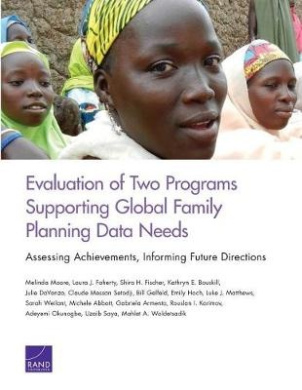 Evaluation of Two Programs
Supporting Global Family
Planning Data Needs
Assessing Achievements, Informing Future Directions
Melinda Moore, Laura J. Faherty, Shira H. Fischer, Kathryn E. Bouskill,
Julie DaVanzo, Claude Messan Setodji, Bill Gelfeld, Emily Hoch, Luke J. Matthews,
Sarah Weilant, Michele Abbott, Gabriela Armenta, Rouslan I. Karimov,
Adeyemi Okunogbe, Uzaib Saya, Mahlet A. Woldetsadik
RAND